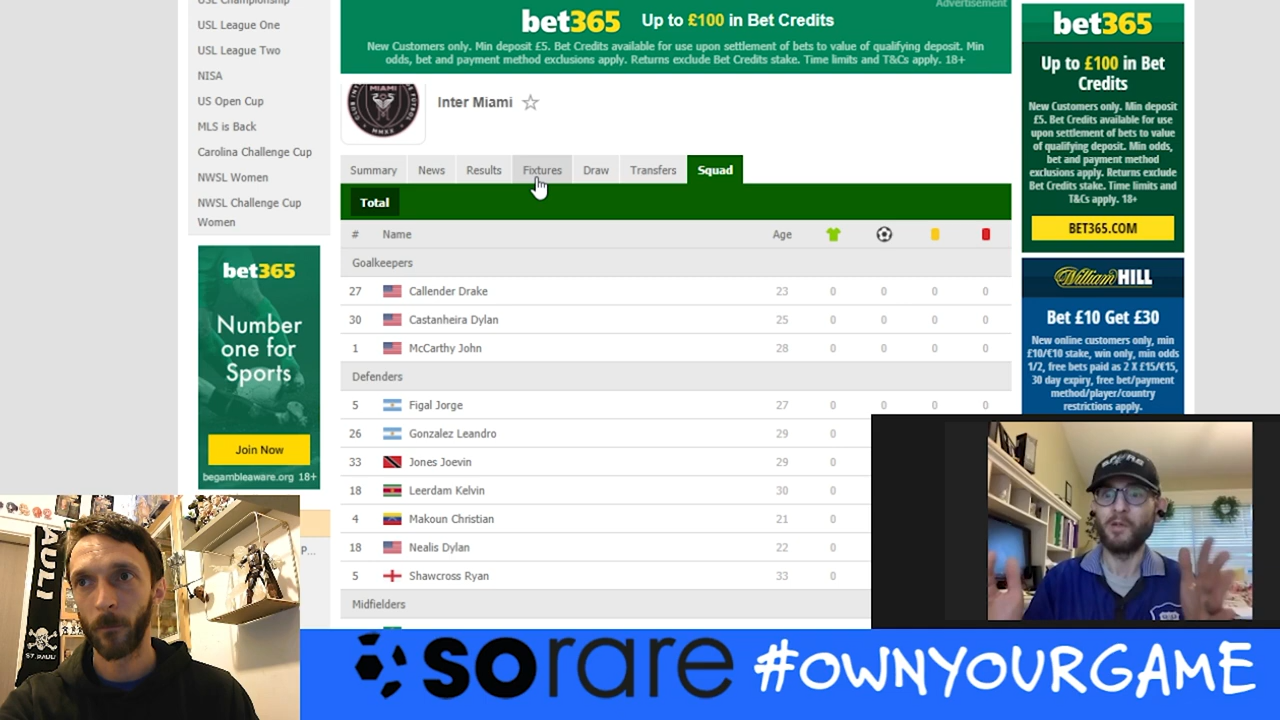 USL Championship
USL League One
USL League Two
NISA
US Open Cup
MLS is Back
Carolina Challenge Cup
NWSL Women
NWSL Challenge Cup
Women
bet365
Number
one for
Sports
Join Now
begambleaware.org 18+
Advertisement
bet365 Up to £100 in Bet Credits
New Customers only. Min deposit £5. Bet Credits available for use upon settlement of bets to value of qualifying deposit. Min
odds, bet and payment method exclusions apply. Returns exclude Bet Credits stake. Time limits and T&Cs apply. 18+
MIAMI
Inter Miami
Summary News Results Fixtures Draw Transfers Squad
Total
# Name Age
Goalkeepers
27 Callender Drake 23 0 0 0 0
30 Castanheira Dylan 25 0 0 0 0
1 McCarthy John 28 0 0 0 0
Defenders
5 Figal Jorge 27 0 0 0 0
26 Gonzalez Leandro 29 0
33 Jones Joevin 29 0
18 Leerdam Kelvin 30 0
4 Makoun Christian 21 0
18 Nealis Dylan 22 0
5 Shawcross Ryan 33 0
Midfielders
bet365
Up to £100 in Bet
Credits
New Customers only. Min deposit
£5. Bet Credits available for use
upon settlement of bets to value
of qualifying deposit. Min odds,
bet and payment method
exclusions apply. Returns exclude
Bet Credits stake. Time limits and
T&Cs apply. 18+
BET365.COM
William HILL
Bet £10 Get £30
New online customers only, min
£10/€10 stake, win only, min odds
1/2, free bets paid as 2 X £15/€15,
30 day expiry, free bet/payment
method/player/country
restrictions apply.
P...
AULI
ST. PAULI
sorare #OWNYOURGAME